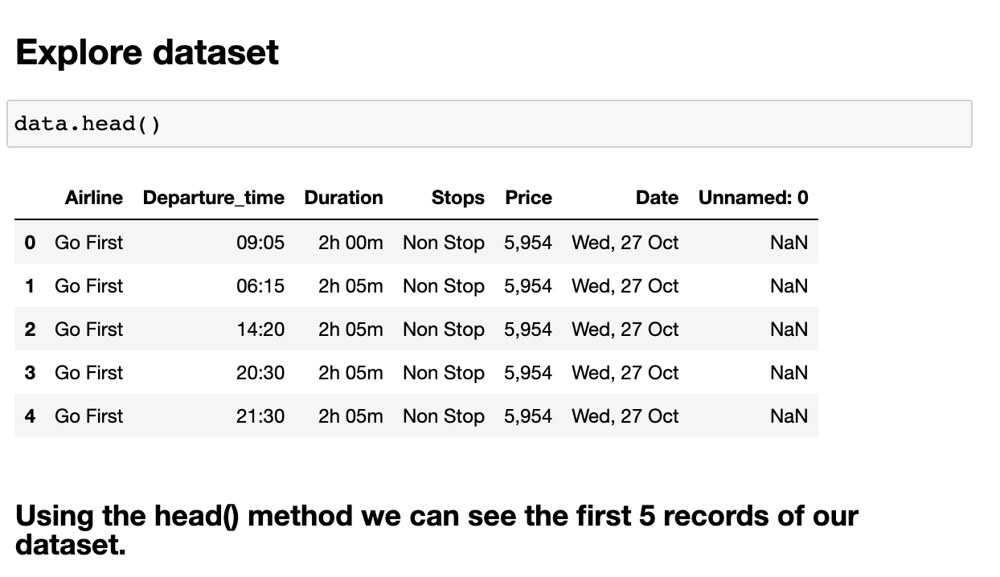 Explore dataset
data.head()
Airline Departure_time Duration Stops Price Date Unnamed: 0
0 Go First 09:05 2h 00m Non Stop 5,954 Wed, 27 Oct NaN
1 Go First 06:15 2h 05m Non Stop 5,954 Wed, 27 Oct NaN
2 Go First 14:20 2h 05m Non Stop 5,954 Wed, 27 Oct NaN
3 Go First 20:30 2h 05m Non Stop 5,954 Wed, 27 Oct NaN
4 Go First 21:30 2h 05m Non Stop 5,954 Wed, 27 Oct NaN
Using the head() method we can see the first 5 records of our
dataset.